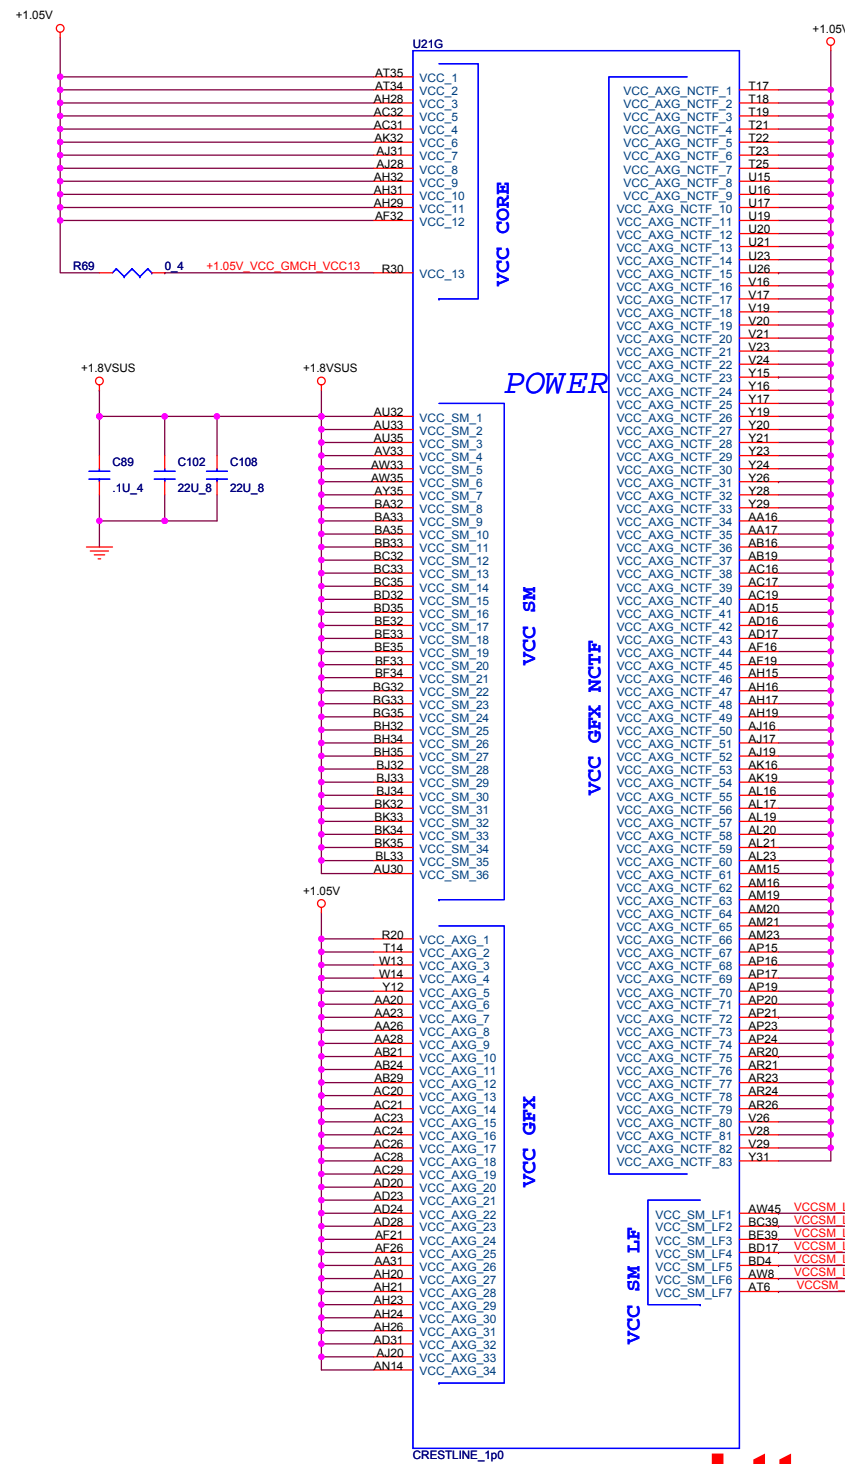 +1.05V
+1.05V
U21G
AT35 VCC_1
AT34 VCC_2
AH28 VCC_3
AC32 VCC_5
AC31 VCC_4
AK32 VCC_6
AJ31 VCC_7
AJ28 VCC_8
AH32 VCC_9
AH31 VCC_10
AH29 VCC_11
AF32 VCC_12
R69 0_4 +1.05V_VCC_GMCH_VCC13 R30 VCC_13
VCC CORE
POWER
+1.8VSUS
+1.8VSUS
C89
.1U_4
C102
22U_8
C108
22U_8
AU32 VCC_SM_1
AU33 VCC_SM_2
AU35 VCC_SM_3
AV33 VCC_SM_4
AW33 VCC_SM_5
AW35 VCC_SM_6
AY35 VCC_SM_7
BA32 VCC_SM_8
BA33 VCC_SM_9
BA35 VCC_SM_10
BB33 VCC_SM_11
BC32 VCC_SM_12
BC33 VCC_SM_13
BC35 VCC_SM_14
BD32 VCC_SM_15
BD35 VCC_SM_16
BE32 VCC_SM_17
BE33 VCC_SM_18
BE35 VCC_SM_19
BF33 VCC_SM_20
BF34 VCC_SM_21
BG32 VCC_SM_22
BG33 VCC_SM_23
BG35 VCC_SM_24
BH32 VCC_SM_25
BH34 VCC_SM_26
BH35 VCC_SM_27
BJ32 VCC_SM_28
BJ33 VCC_SM_29
BJ34 VCC_SM_30
BK32 VCC_SM_31
BK33 VCC_SM_32
BK34 VCC_SM_33
BK35 VCC_SM_34
BL33 VCC_SM_35
AU30 VCC_SM_36
VCC SM
+1.05V
R20 VCC_AXG_1
T14 VCC_AXG_2
W13 VCC_AXG_3
W14 VCC_AXG_4
Y12 VCC_AXG_5
AA20 VCC_AXG_6
AA23 VCC_AXG_7
AA26 VCC_AXG_8
AA28 VCC_AXG_9
AB21 VCC_AXG_10
AB24 VCC_AXG_11
AB29 VCC_AXG_12
AC20 VCC_AXG_13
AC21 VCC_AXG_14
AC23 VCC_AXG_15
AC24 VCC_AXG_16
AC26 VCC_AXG_17
AC28 VCC_AXG_18
AC29 VCC_AXG_19
AD20 VCC_AXG_20
AD23 VCC_AXG_21
AD24 VCC_AXG_22
AD28 VCC_AXG_23
AF21 VCC_AXG_24
AF26 VCC_AXG_25
AA31 VCC_AXG_26
AH20 VCC_AXG_27
AH21 VCC_AXG_28
AH23 VCC_AXG_29
AH24 VCC_AXG_30
AH26 VCC_AXG_31
AD31 VCC_AXG_32
AJ20 VCC_AXG_33
AN14 VCC_AXG_34
VCC GFX
VCC_AXG_NCTF_1 T17
VCC_AXG_NCTF_2 T18
VCC_AXG_NCTF_3 T19
VCC_AXG_NCTF_4 T21
VCC_AXG_NCTF_5 T22
VCC_AXG_NCTF_6 T23
VCC_AXG_NCTF_7 T25
VCC_AXG_NCTF_8 U15
VCC_AXG_NCTF_9 U16
VCC_AXG_NCTF_10 U17
VCC_AXG_NCTF_11 U19
VCC_AXG_NCTF_12 U20
VCC_AXG_NCTF_13 U21
VCC_AXG_NCTF_14 U23
VCC_AXG_NCTF_15 U26
VCC_AXG_NCTF_16 V16
VCC_AXG_NCTF_17 V17
VCC_AXG_NCTF_18 V19
VCC_AXG_NCTF_19 V20
VCC_AXG_NCTF_20 V21
VCC_AXG_NCTF_21 V23
VCC_AXG_NCTF_22 V24
VCC_AXG_NCTF_23 Y15
VCC_AXG_NCTF_24 Y16
VCC_AXG_NCTF_25 Y17
VCC_AXG_NCTF_26 Y19
VCC_AXG_NCTF_27 Y20
VCC_AXG_NCTF_28 Y21
VCC_AXG_NCTF_29 Y23
VCC_AXG_NCTF_30 Y24
VCC_AXG_NCTF_31 Y26
VCC_AXG_NCTF_32 Y28
VCC_AXG_NCTF_33 Y29
VCC_AXG_NCTF_34 AA16
VCC_AXG_NCTF_35 AA17
VCC_AXG_NCTF_36 AB16
VCC_AXG_NCTF_37 AB19
VCC_AXG_NCTF_38 AC16
VCC_AXG_NCTF_39 AC17
VCC_AXG_NCTF_40 AC19
VCC_AXG_NCTF_41 AD15
VCC_AXG_NCTF_42 AD16
VCC_AXG_NCTF_43 AD17
VCC_AXG_NCTF_44 AF16
VCC_AXG_NCTF_45 AF19
VCC_AXG_NCTF_46 AH15
VCC_AXG_NCTF_47 AH16
VCC_AXG_NCTF_48 AH17
VCC_AXG_NCTF_49 AH19
VCC_AXG_NCTF_50 AJ16
VCC_AXG_NCTF_51 AJ17
VCC_AXG_NCTF_52 AJ19
VCC_AXG_NCTF_53 AK16
VCC_AXG_NCTF_54 AK19
VCC_AXG_NCTF_55 AL16
VCC_AXG_NCTF_56 AL17
VCC_AXG_NCTF_57 AL19
VCC_AXG_NCTF_58 AL20
VCC_AXG_NCTF_59 AL21
VCC_AXG_NCTF_60 AL23
VCC_AXG_NCTF_61 AM15
VCC_AXG_NCTF_62 AM16
VCC_AXG_NCTF_63 AM19
VCC_AXG_NCTF_64 AM20
VCC_AXG_NCTF_65 AM21
VCC_AXG_NCTF_66 AM23
VCC_AXG_NCTF_67 AP15
VCC_AXG_NCTF_68 AP16
VCC_AXG_NCTF_69 AP17
VCC_AXG_NCTF_70 AP19
VCC_AXG_NCTF_71 AP20
VCC_AXG_NCTF_72 AP21
VCC_AXG_NCTF_73 AP23
VCC_AXG_NCTF_74 AP24
VCC_AXG_NCTF_75 AR20
VCC_AXG_NCTF_76 AR21
VCC_AXG_NCTF_77 AR23
VCC_AXG_NCTF_78 AR24
VCC_AXG_NCTF_79 AR26
VCC_AXG_NCTF_80 V26
VCC_AXG_NCTF_81 V28
VCC_AXG_NCTF_82 V29
VCC_AXG_NCTF_83 Y31
VCC GFX NCTF
VCC_SM_LF1 AW45 VCCSM_L
VCC_SM_LF2 BC39 VCCSM_L
VCC_SM_LF3 BE39 VCCSM_L
VCC_SM_LF4 BD17 VCCSM_L
VCC_SM_LF5 BD4 VCCSM_L
VCC_SM_LF6 AW8 VCCSM_L
VCC_SM_LF7 AT6 VCCSM_
VCC SM LF
CRESTLINE_1p0